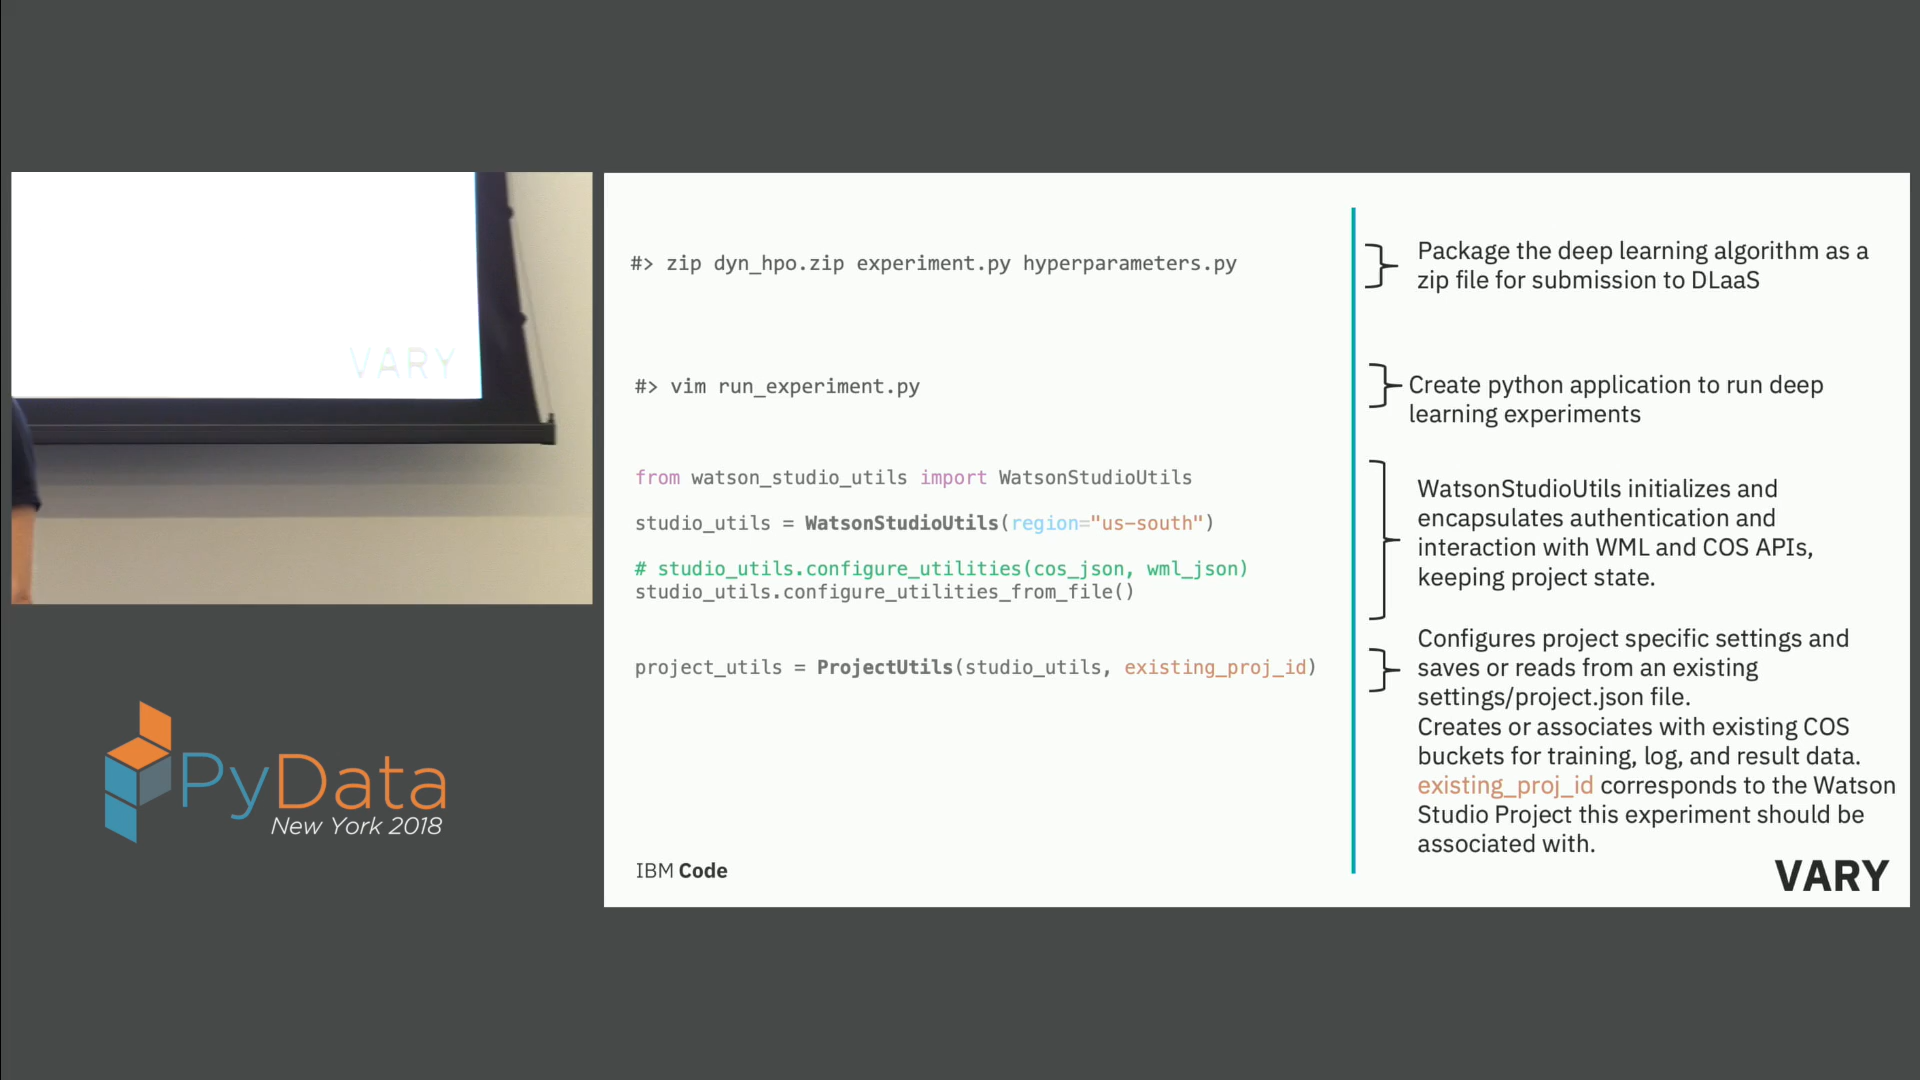 VARY
#> zip dyn_hpo.zip experiment.py hyperparameters.py
Package the deep learning algorithm as a
zip file for submission to DLaaS
#> vim run_experiment.py
Create python application to run deep
learning experiments
from watson_studio_utils import WatsonStudioUtils
studio_utils = WatsonStudioUtils(region="us-south")
# studio_utils.configure_utilities(cos_json, wml_json)
studio_utils.configure_utilities_from_file()
WatsonStudioUtils initializes and
encapsulates authentication and
interaction with WML and COS APIs,
keeping project state.
project_utils = ProjectUtils(studio_utils, existing_proj_id)
Configures project specific settings and
saves or reads from an existing
settings/project.json file.
Creates or associates with existing COS
buckets for training, log, and result data.
existing_proj_id corresponds to the Watson
Studio Project this experiment should be
associated with.
IBM Code
VARY
PyData
New York 2018